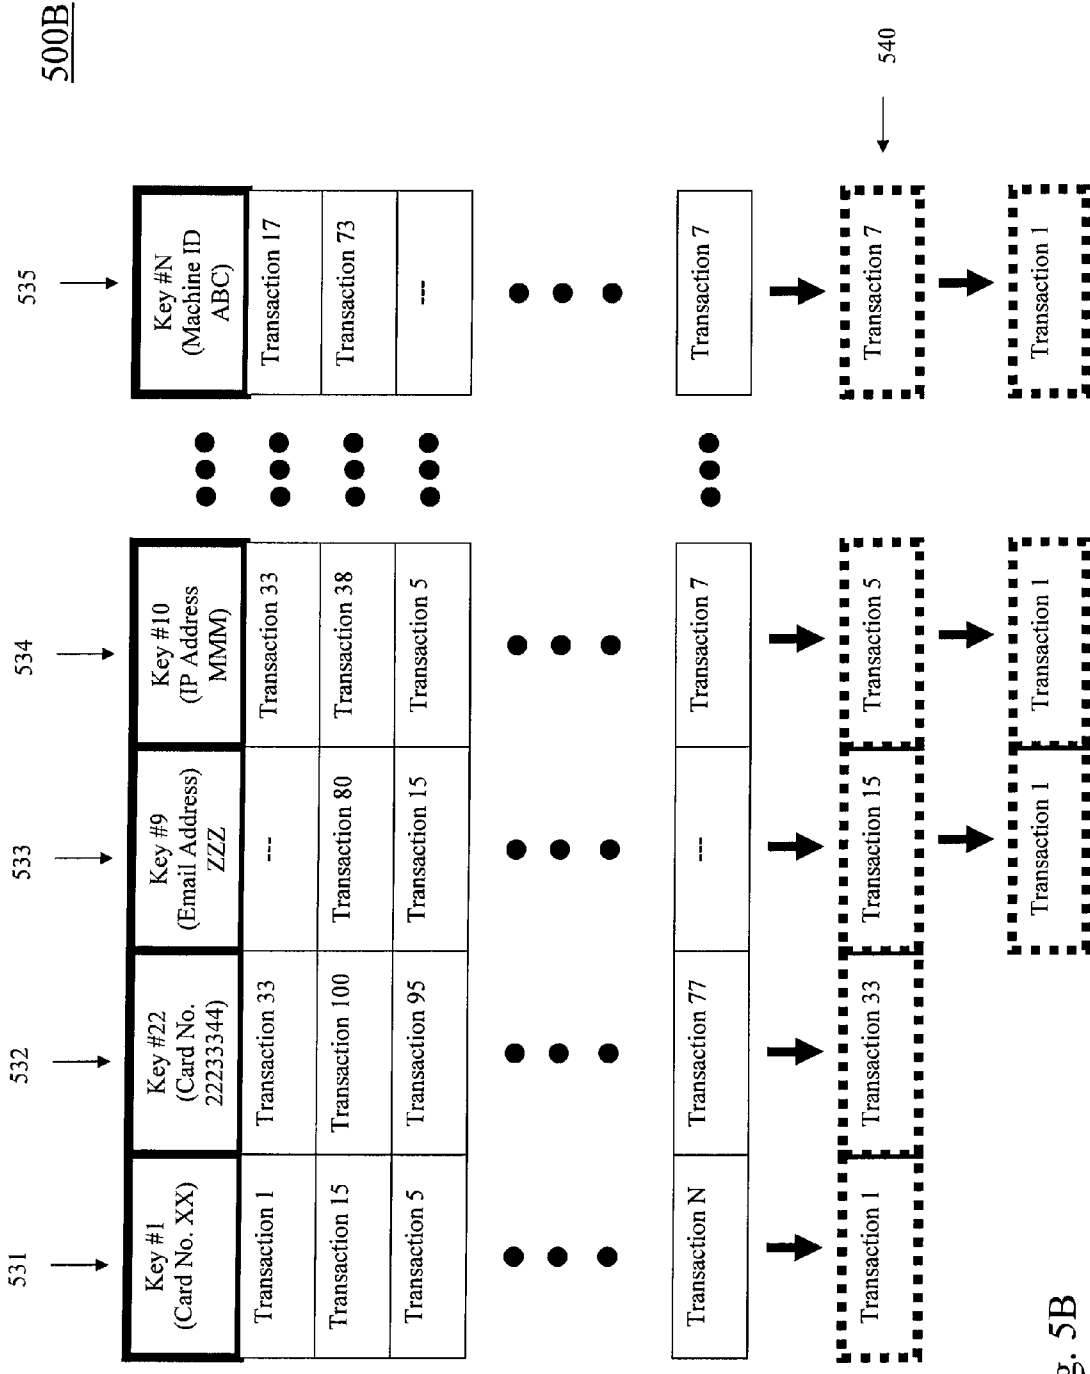 500B
531
532
533
534
535
Key #1
(Card No. XX)
Key #22
(Card No.
22233344)
Key #9
(Email Address)
ZZZ
Key #10
(IP Address
MMM)
Key #N
(Machine ID
ABC)
Transaction 1
Transaction 33
---
Transaction 33
Transaction 17
Transaction 15
Transaction 100
Transaction 80
Transaction 38
Transaction 73
Transaction 5
Transaction 95
Transaction 15
Transaction 5
---
Transaction N
Transaction 77
---
Transaction 7
Transaction 7
540
Transaction 1
Transaction 33
Transaction 15
Transaction 5
Transaction 7
Transaction 1
Transaction 1
Transaction 1
g. 5B